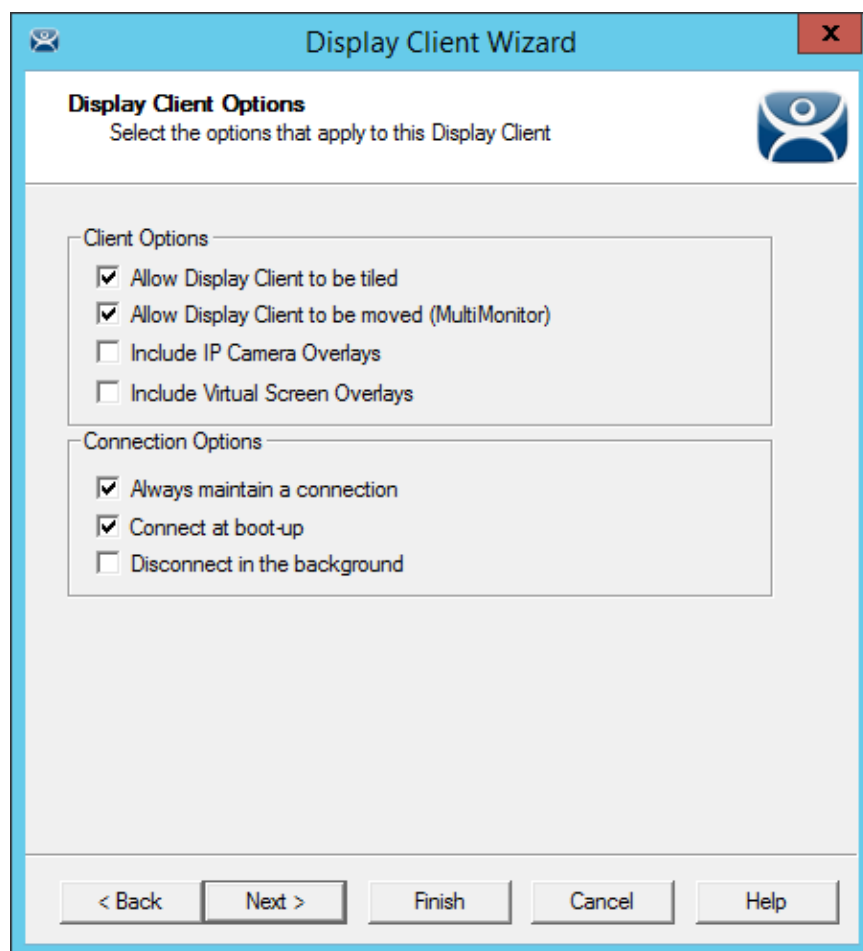 Display Client Wizard
x
Display Client Options
Select the options that apply to this Display Client
Client Options
Allow Display Client to be tiled
Allow Display Client to be moved (MultiMonitor)
Include IP Camera Overlays
Include Virtual Screen Overlays
Connection Options
Always maintain a connection
Connect at boot-up
Disconnect in the background
< Back Next > Finish Cancel Help